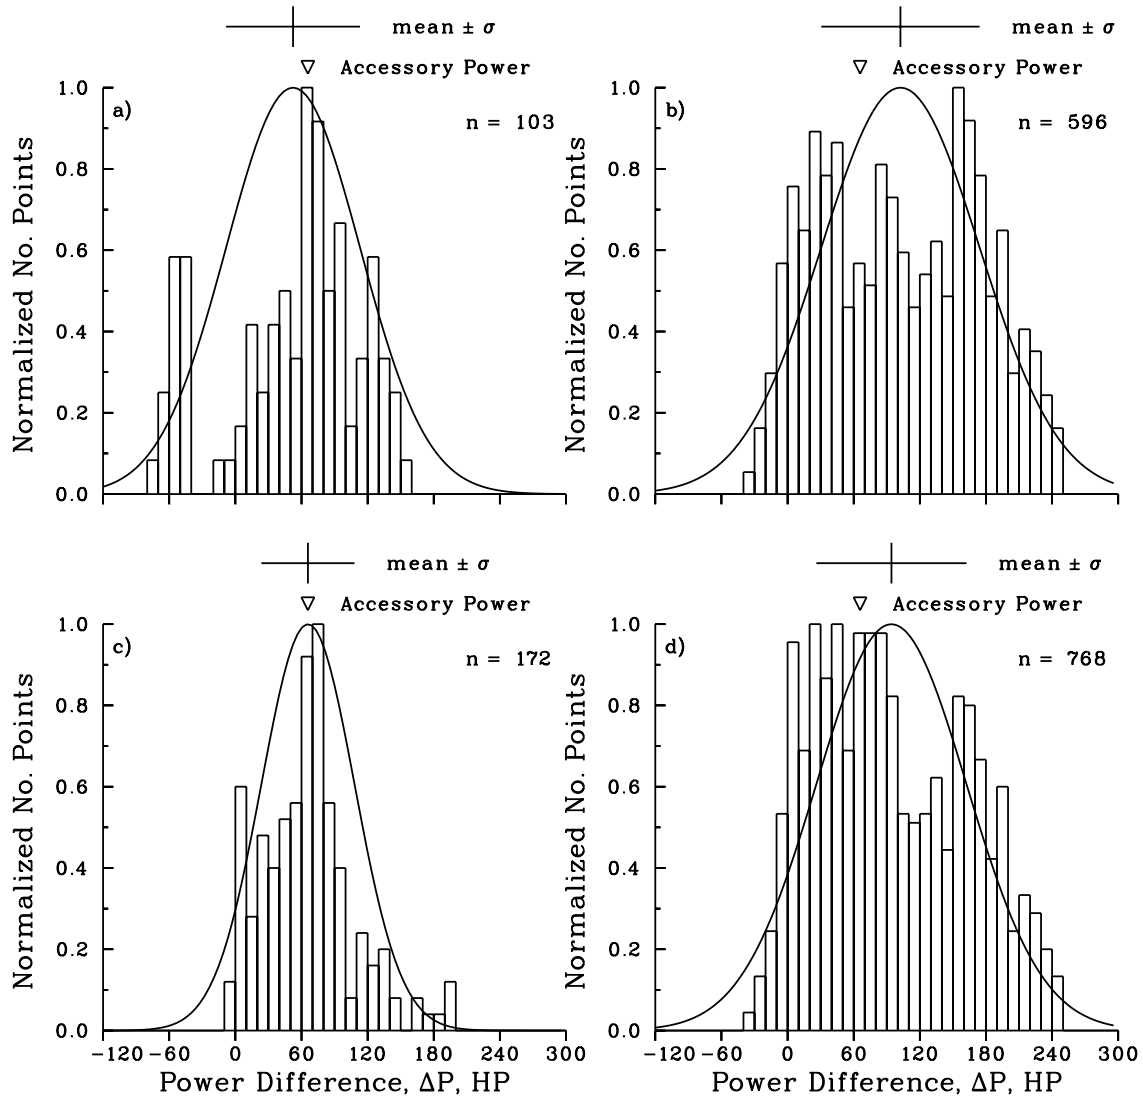 mean ± σ
Accessory Power
a)
n = 103
1.0
0.8
0.6
0.4
0.2
0.0
Normalized No. Points
mean ± σ
Accessory Power
b)
n = 596
1.0
0.8
0.6
0.4
0.2
0.0
Normalized No. Points
mean ± σ
Accessory Power
c)
n = 172
1.0
0.8
0.6
0.4
0.2
0.0
Normalized No. Points
−120 −60 0 60 120 180 240 300
Power Difference, ΔP, HP
mean ± σ
Accessory Power
d)
n = 768
1.0
0.8
0.6
0.4
0.2
0.0
Normalized No. Points
−120 −60 0 60 120 180 240 300
Power Difference, ΔP, HP